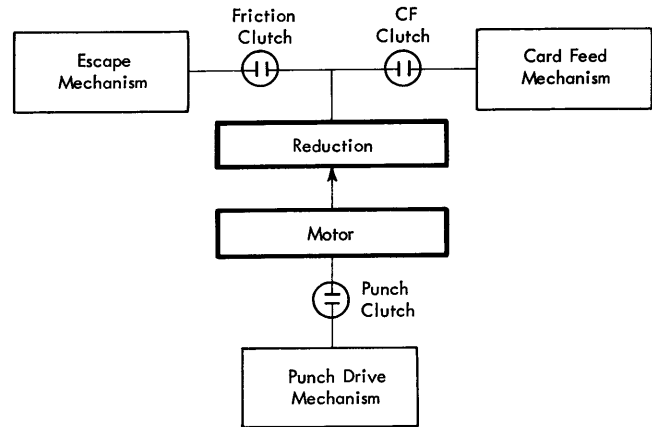 Friction
Clutch
CF
Clutch
Escape
Mechanism
Card Feed
Mechanism
Reduction
Motor
Punch
Clutch
Punch Drive
Mechanism